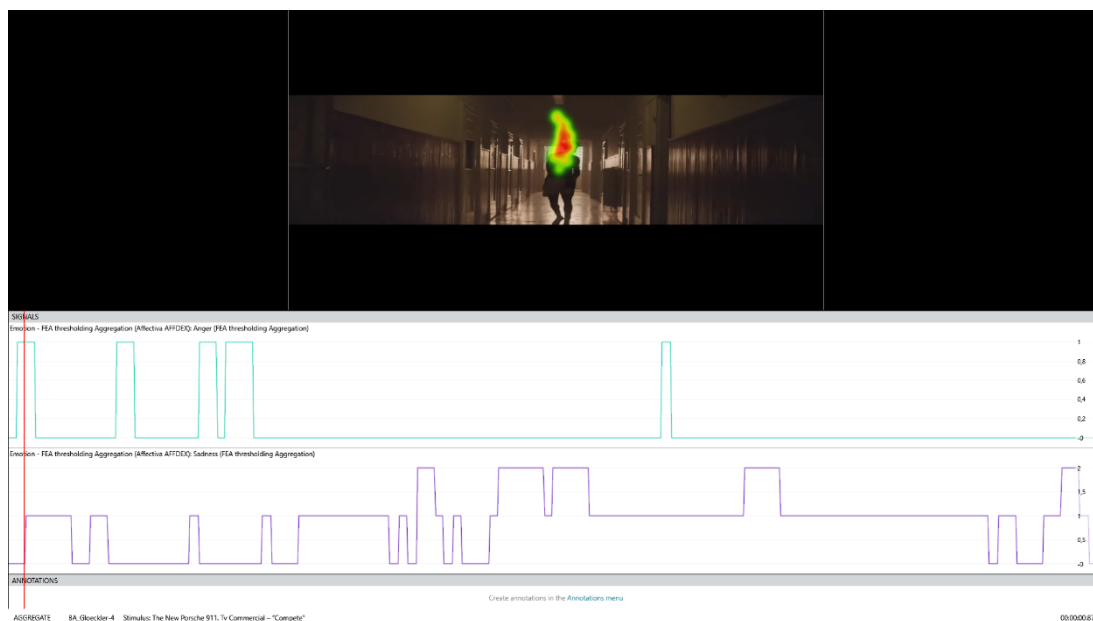 SIGNALS
Emotion - FEA thresholding Aggregation (Affectiva AFFDEX): Anger (FEA thresholding Aggregation)
1
0,8
0,6
0,4
0,2
-0
Emotion - FEA thresholding Aggregation (Affectiva AFFDEX): Sadness (FEA thresholding Aggregation)
2
1,5
1
0,5
-0
ANNOTATIONS
Create annotations in the Annotations menu
AGGREGATE BA_Gloeckler-4 Stimulus: The New Porsche 911. Tv Commercial – "Compete"